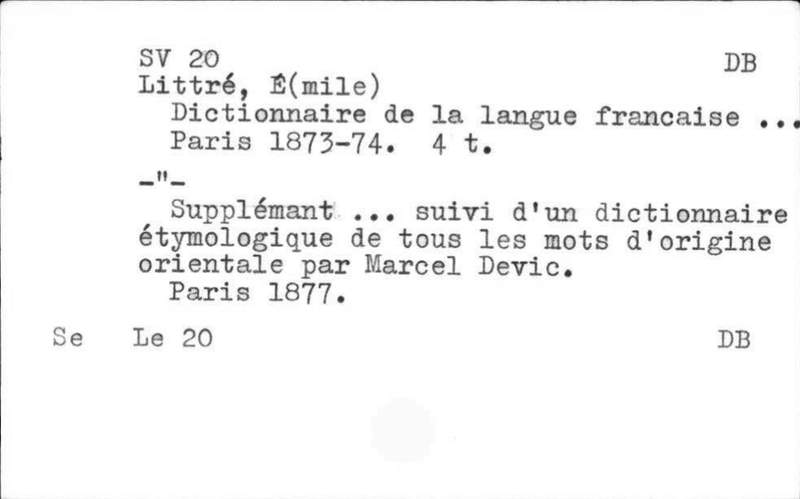 SV 20 DB
Littré, É(mile)
Dictionnaire de la langue francaise ...
Paris 1873-74. 4 t.
_"_
Supplémant ... suivi d'un dictionnaire
étymologique de tous les mots d'origine
orientale par Marcel Devic.
Paris 1877.
Se Le 20 DB